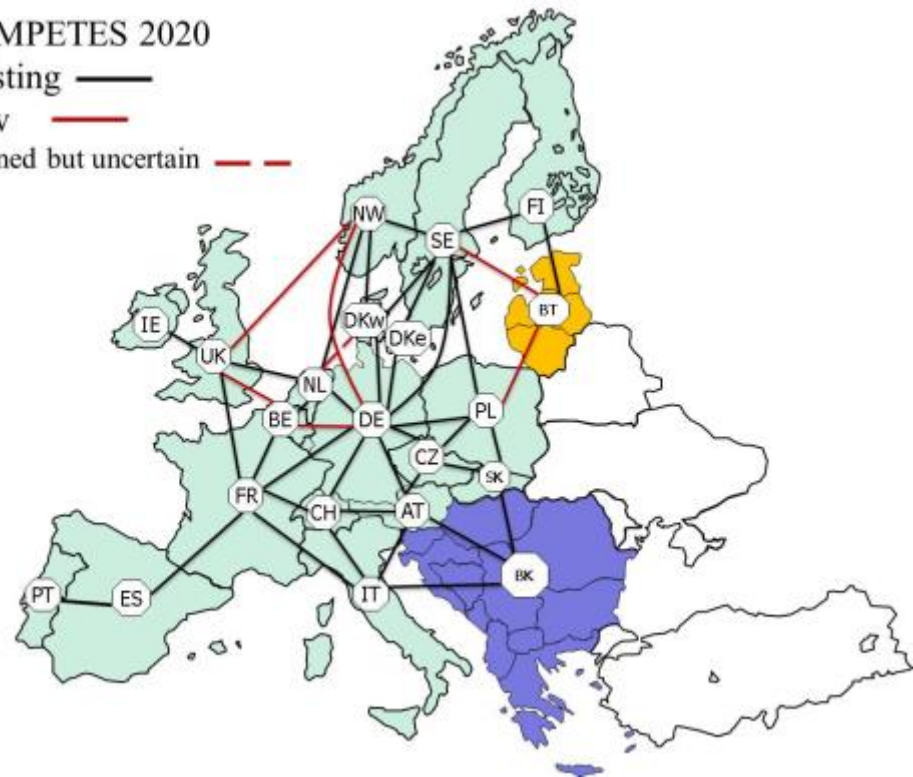 MPETES 2020
sting
ned but uncertain
NW
FI
SE
BT
DKw
IE
DKe
UK
NL
PL
BE
DE
CZ
SK
FR
CH
AT
BK
PT
ES
IT